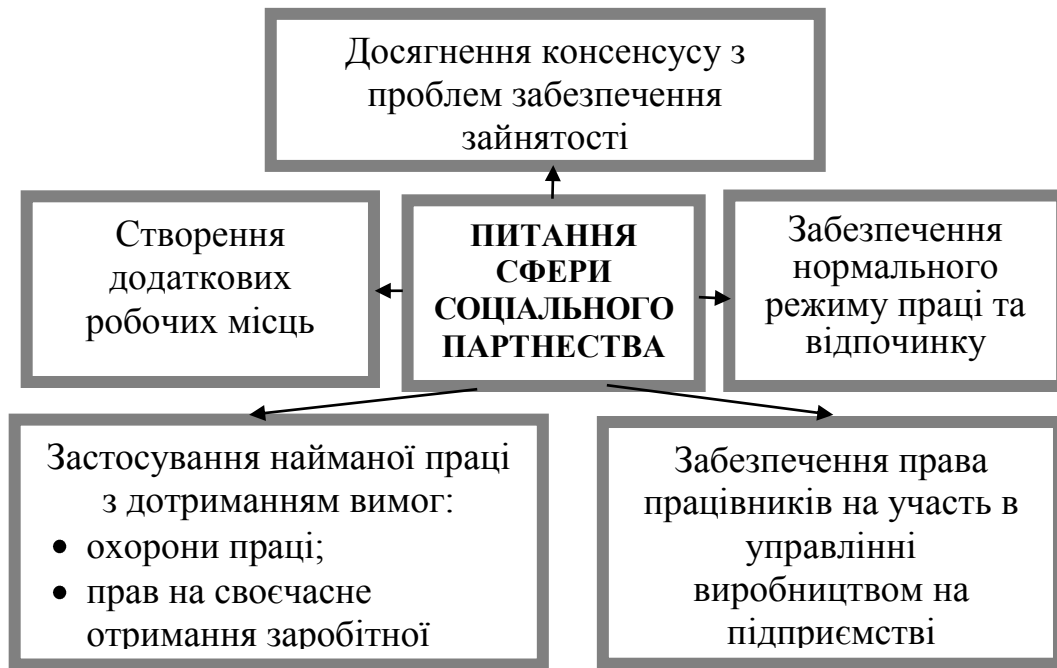 Досягнення консенсусу з
проблем забезпечення
зайнятості
Створення
додаткових
робочих місць
ПИТАННЯ
СФЕРИ
СОЦІАЛЬНОГО
ПАРТНЕСТВА
Забезпечення
нормального
режиму праці та
відпочинку
Застосування найманої праці
з дотриманням вимог:
• охорони праці;
• прав на своєчасне
отримання заробітної
Забезпечення права
працівників на участь в
управлінні
виробництвом на
підприємстві